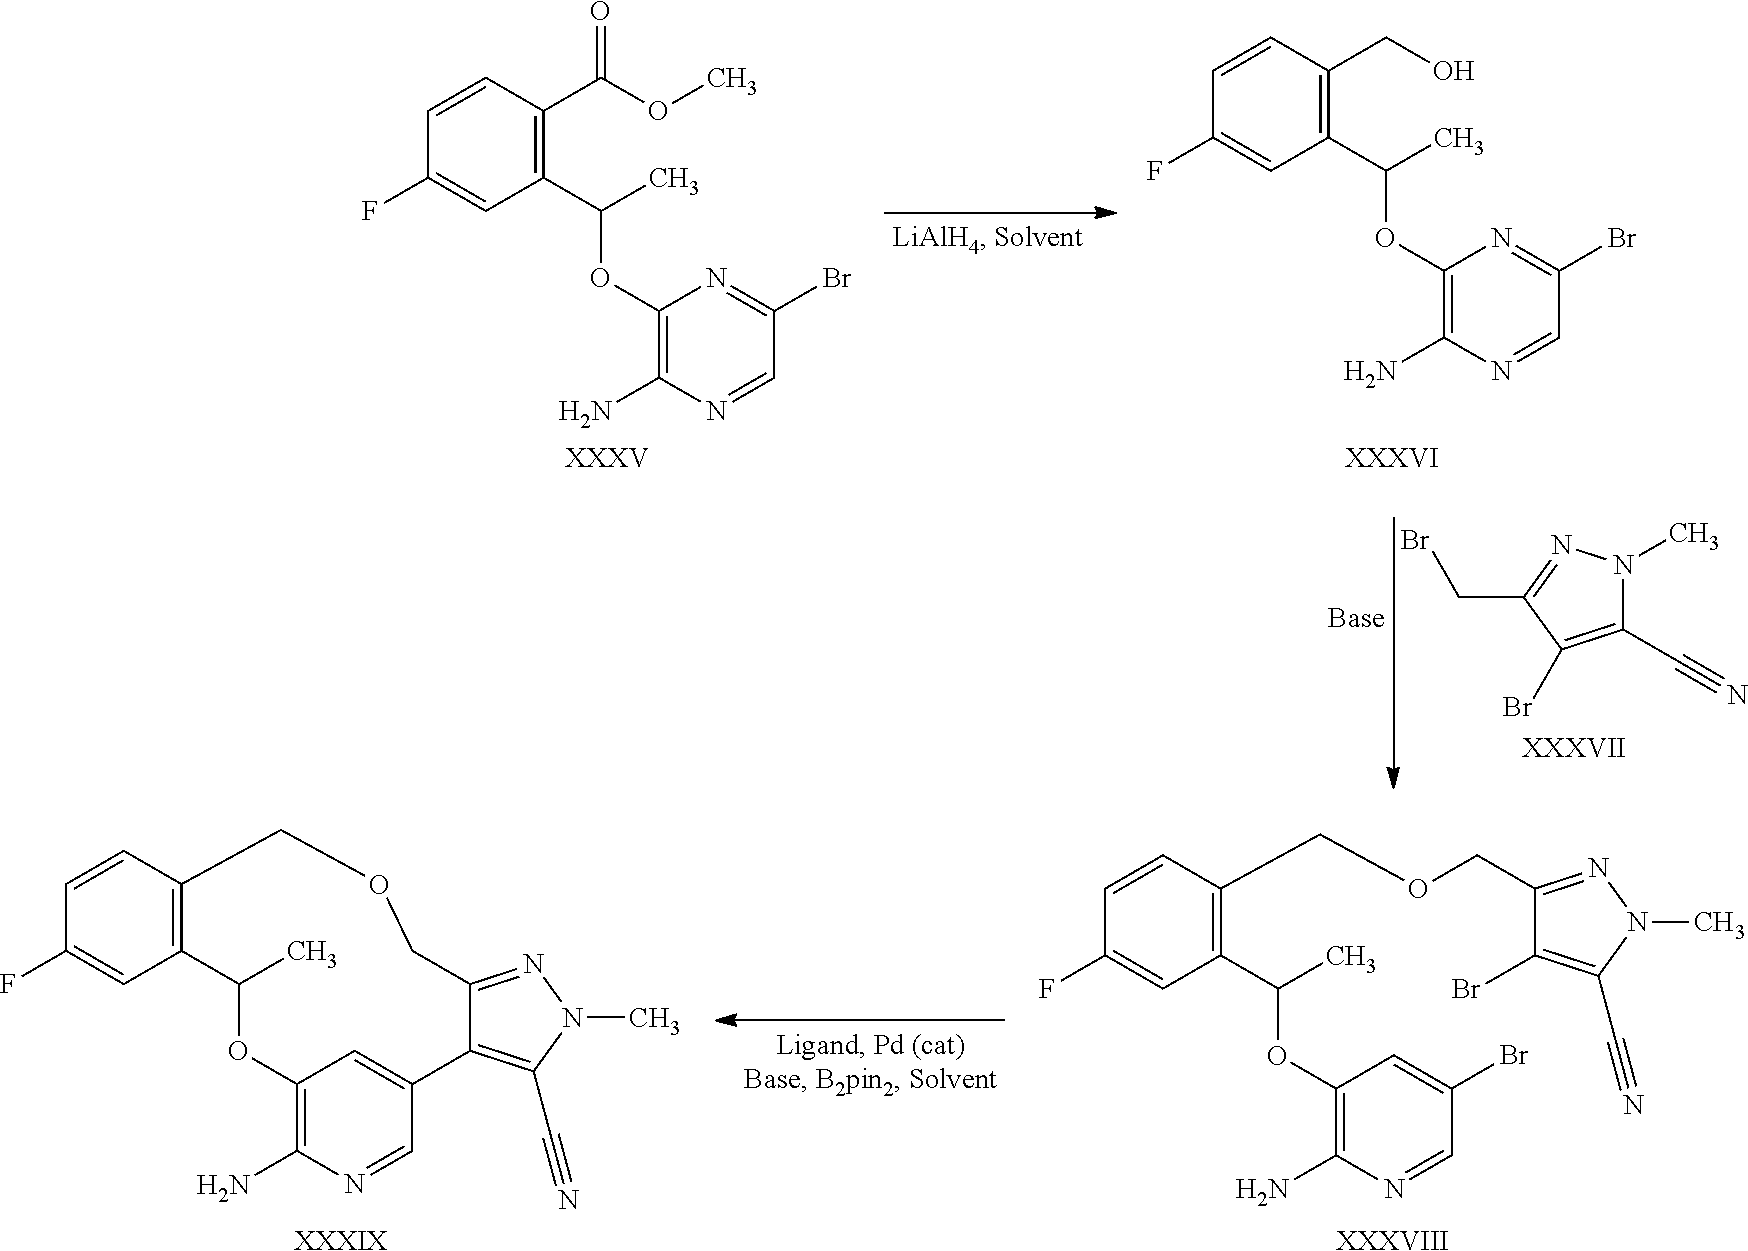 O
CH3
O
F
CH3
O
N
Br
H2N
N
XXXV
LiAlH4, Solvent
OH
CH3
F
O
N
Br
H2N
N
XXXVI
Base
Br
N
N
CH3
Br
N
XXXVII
O
N
N
CH3
F
CH3
Br
O
Br
N
H2N
N
XXXVIII
Ligand, Pd (cat)
Base, B2pin2, Solvent
O
F
CH3
N
N
CH3
O
H2N
N
N
XXXIX